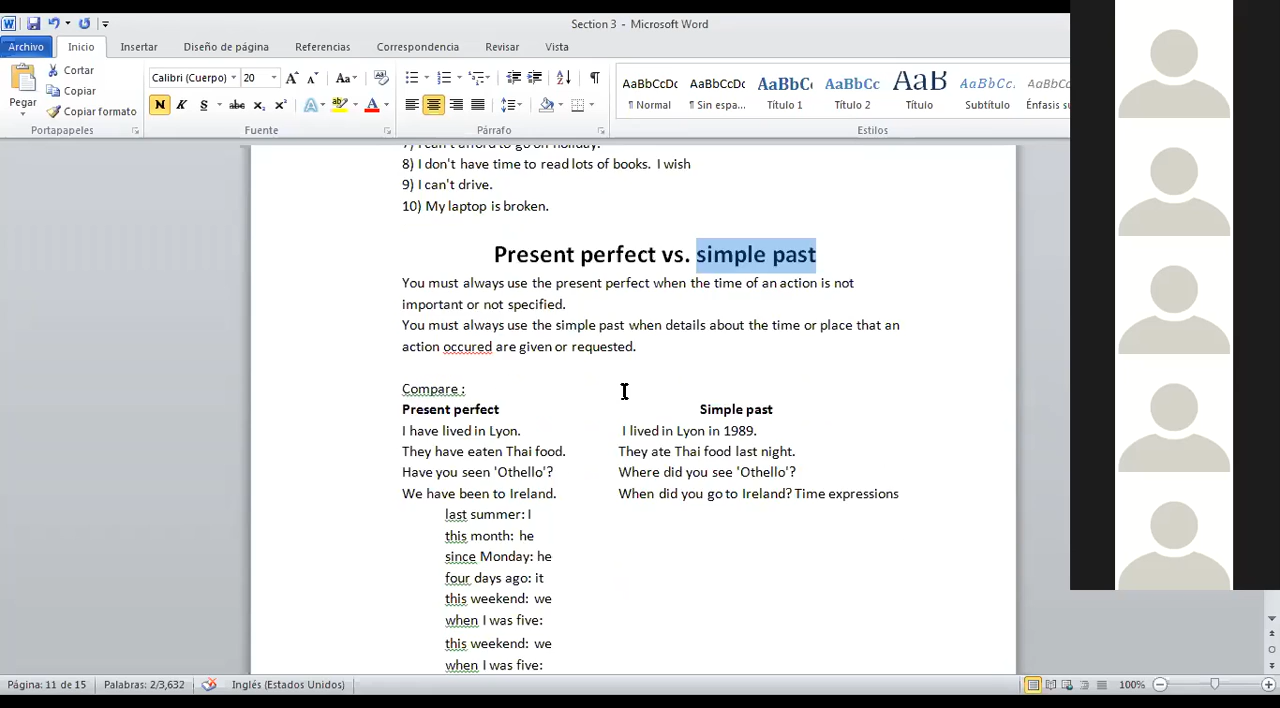 Section 3 - Microsoft Word
Archivo Inicio Insertar Diseño de página Referencias Correspondencia Revisar Vista
Pegar
Cortar
Copiar
Copiar formato
Portapapeles
Calibri (Cuerpo) 20
Fuente
Párrafo
AaBbCcDc AaBbCcDc AaBbC AaBbCc AaB AaBbCc. AaBbCcDc
¶ Normal ¶ Sin espa... Título 1 Título 2 Título Subtítulo Énfasis su
Estilos
7) I can't afford to go on holiday.
8) I don't have time to read lots of books. I wish
9) I can't drive.
10) My laptop is broken.
Present perfect vs. simple past
You must always use the present perfect when the time of an action is not
important or not specified.
You must always use the simple past when details about the time or place that an
action occured are given or requested.
Compare :
Present perfect Simple past
I have lived in Lyon. I lived in Lyon in 1989.
They have eaten Thai food. They ate Thai food last night.
Have you seen 'Othello'? Where did you see 'Othello'?
We have been to Ireland. When did you go to Ireland? Time expressions
last summer: I
this month: he
since Monday: he
four days ago: it
this weekend: we
when I was five:
this weekend: we
when I was five:
Página: 11 de 15 Palabras: 2/3,632 Inglés (Estados Unidos) 100%